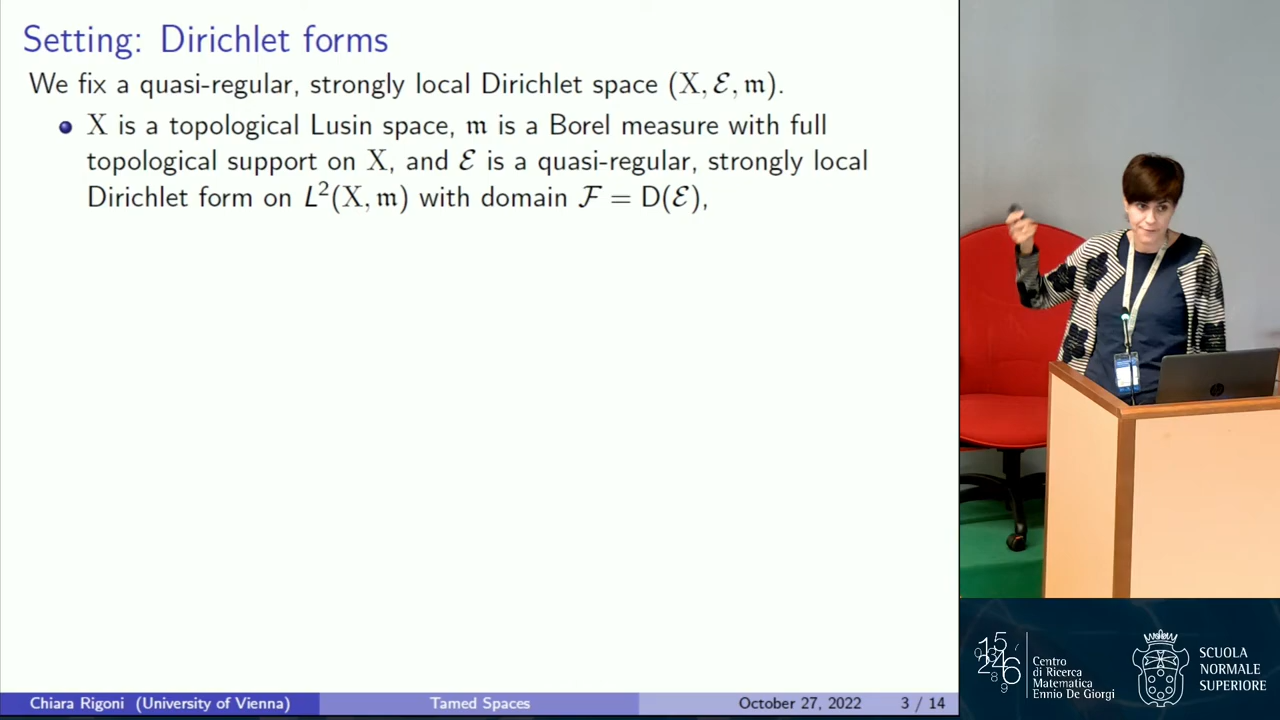 Setting: Dirichlet forms
We fix a quasi-regular, strongly local Dirichlet space (X, ℰ, 𝔪).
X is a topological Lusin space, 𝔪 is a Borel measure with full
topological support on X, and ℰ is a quasi-regular, strongly local
Dirichlet form on L²(X, 𝔪) with domain ℱ = D(ℰ),
Chiara Rigoni (University of Vienna) Tamed Spaces October 27, 2022 3 / 14
Centro
di Ricerca
Matematica
Ennio De Giorgi
SCUOLA
NORMALE
SUPERIORE